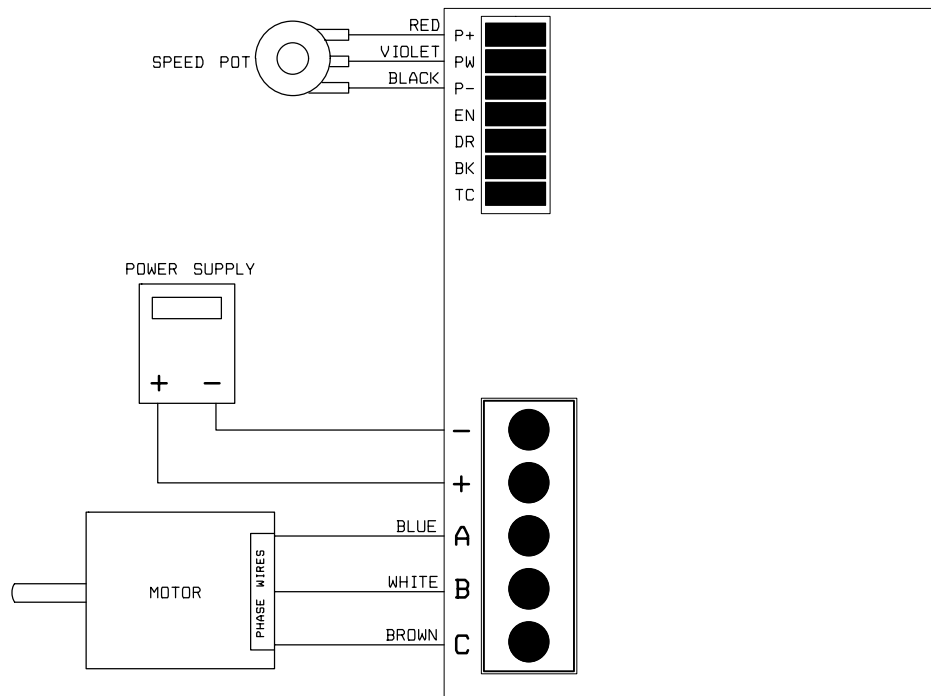 RED
P+
SPEED POT
VIOLET
PW
BLACK
P-
EN
DR
BK
TC
POWER SUPPLY
+ -
-
+
BLUE
A
MOTOR
PHASE WIRES
WHITE
B
BROWN
C